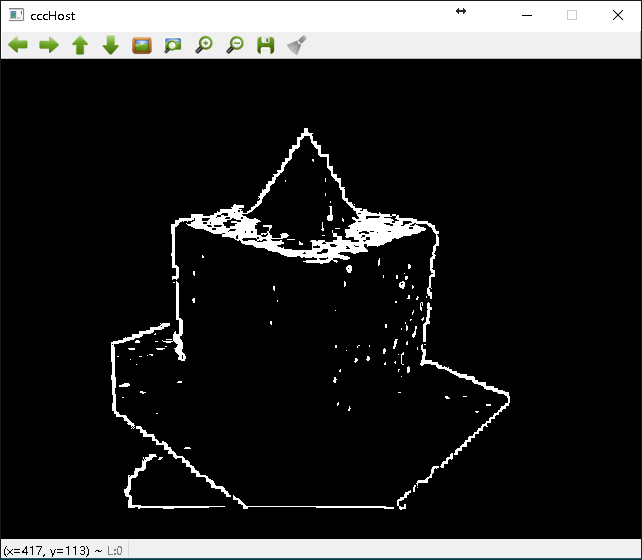 cccHost
(x=417, y=113) ~ L:0